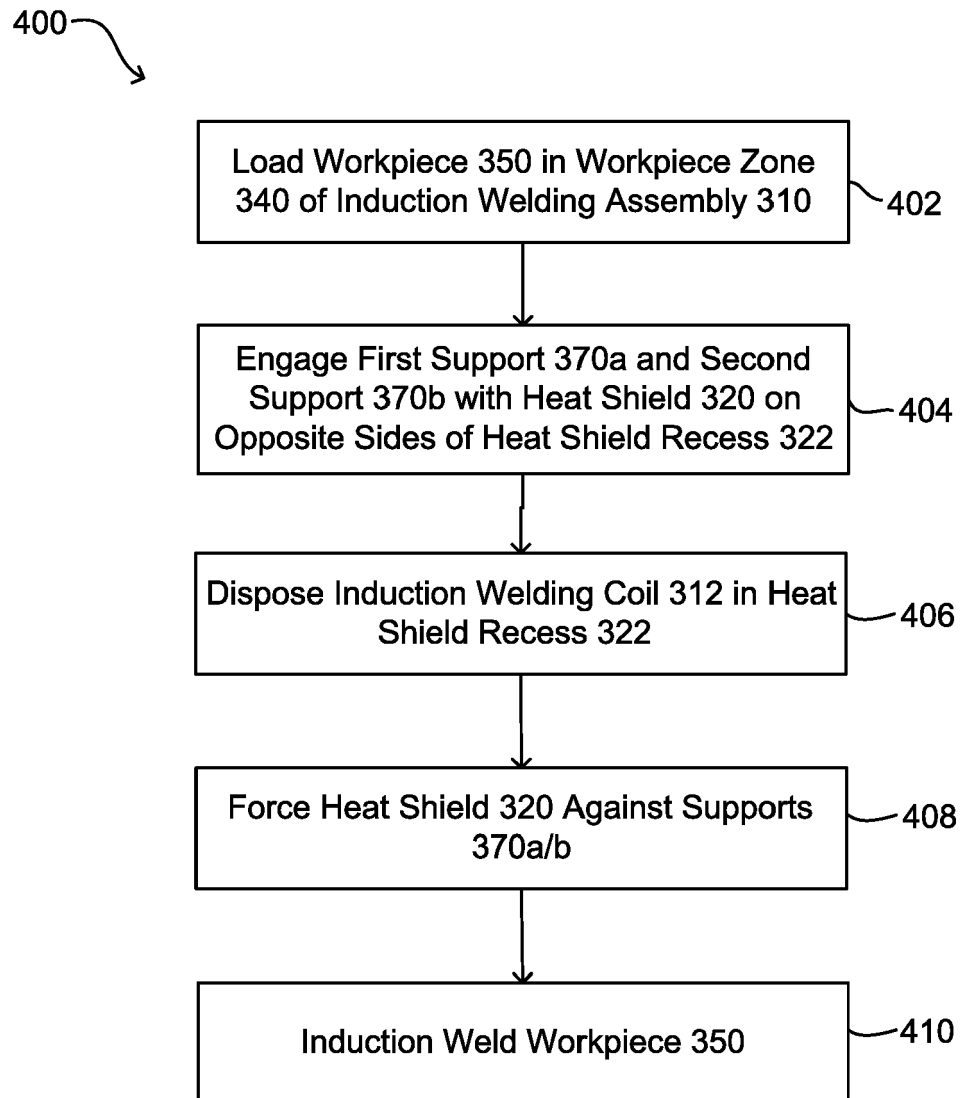 400
Load Workpiece 350 in Workpiece Zone
340 of Induction Welding Assembly 310
402
Engage First Support 370a and Second
Support 370b with Heat Shield 320 on
Opposite Sides of Heat Shield Recess 322
404
Dispose Induction Welding Coil 312 in Heat
Shield Recess 322
406
Force Heat Shield 320 Against Supports
370a/b
408
Induction Weld Workpiece 350
410